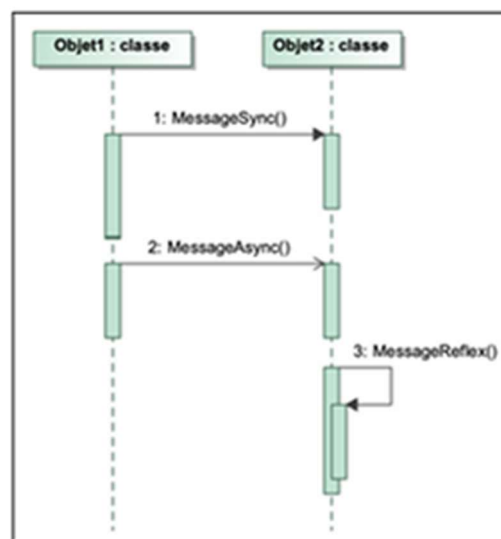 Objet1 : classe
Objet2 : classe
1: MessageSync()
2: MessageAsync()
3: MessageReflex()